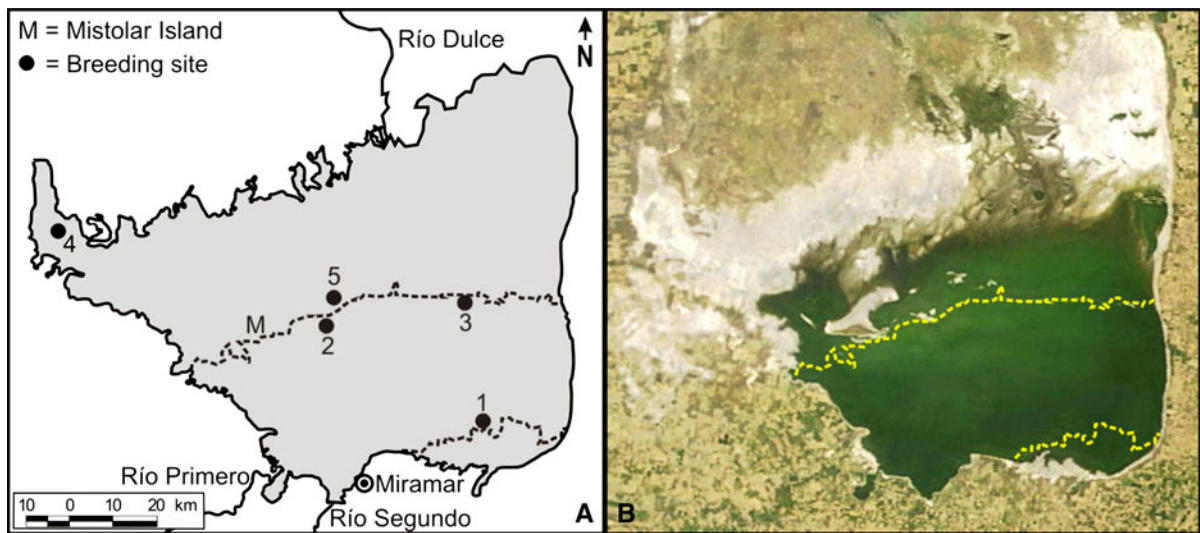 M = Mistolar Island
● = Breeding site
Río Dulce
N
4
5
M
2
3
1
Río Primero
Miramar
10 0 10 20 km
Río Segundo
A
B